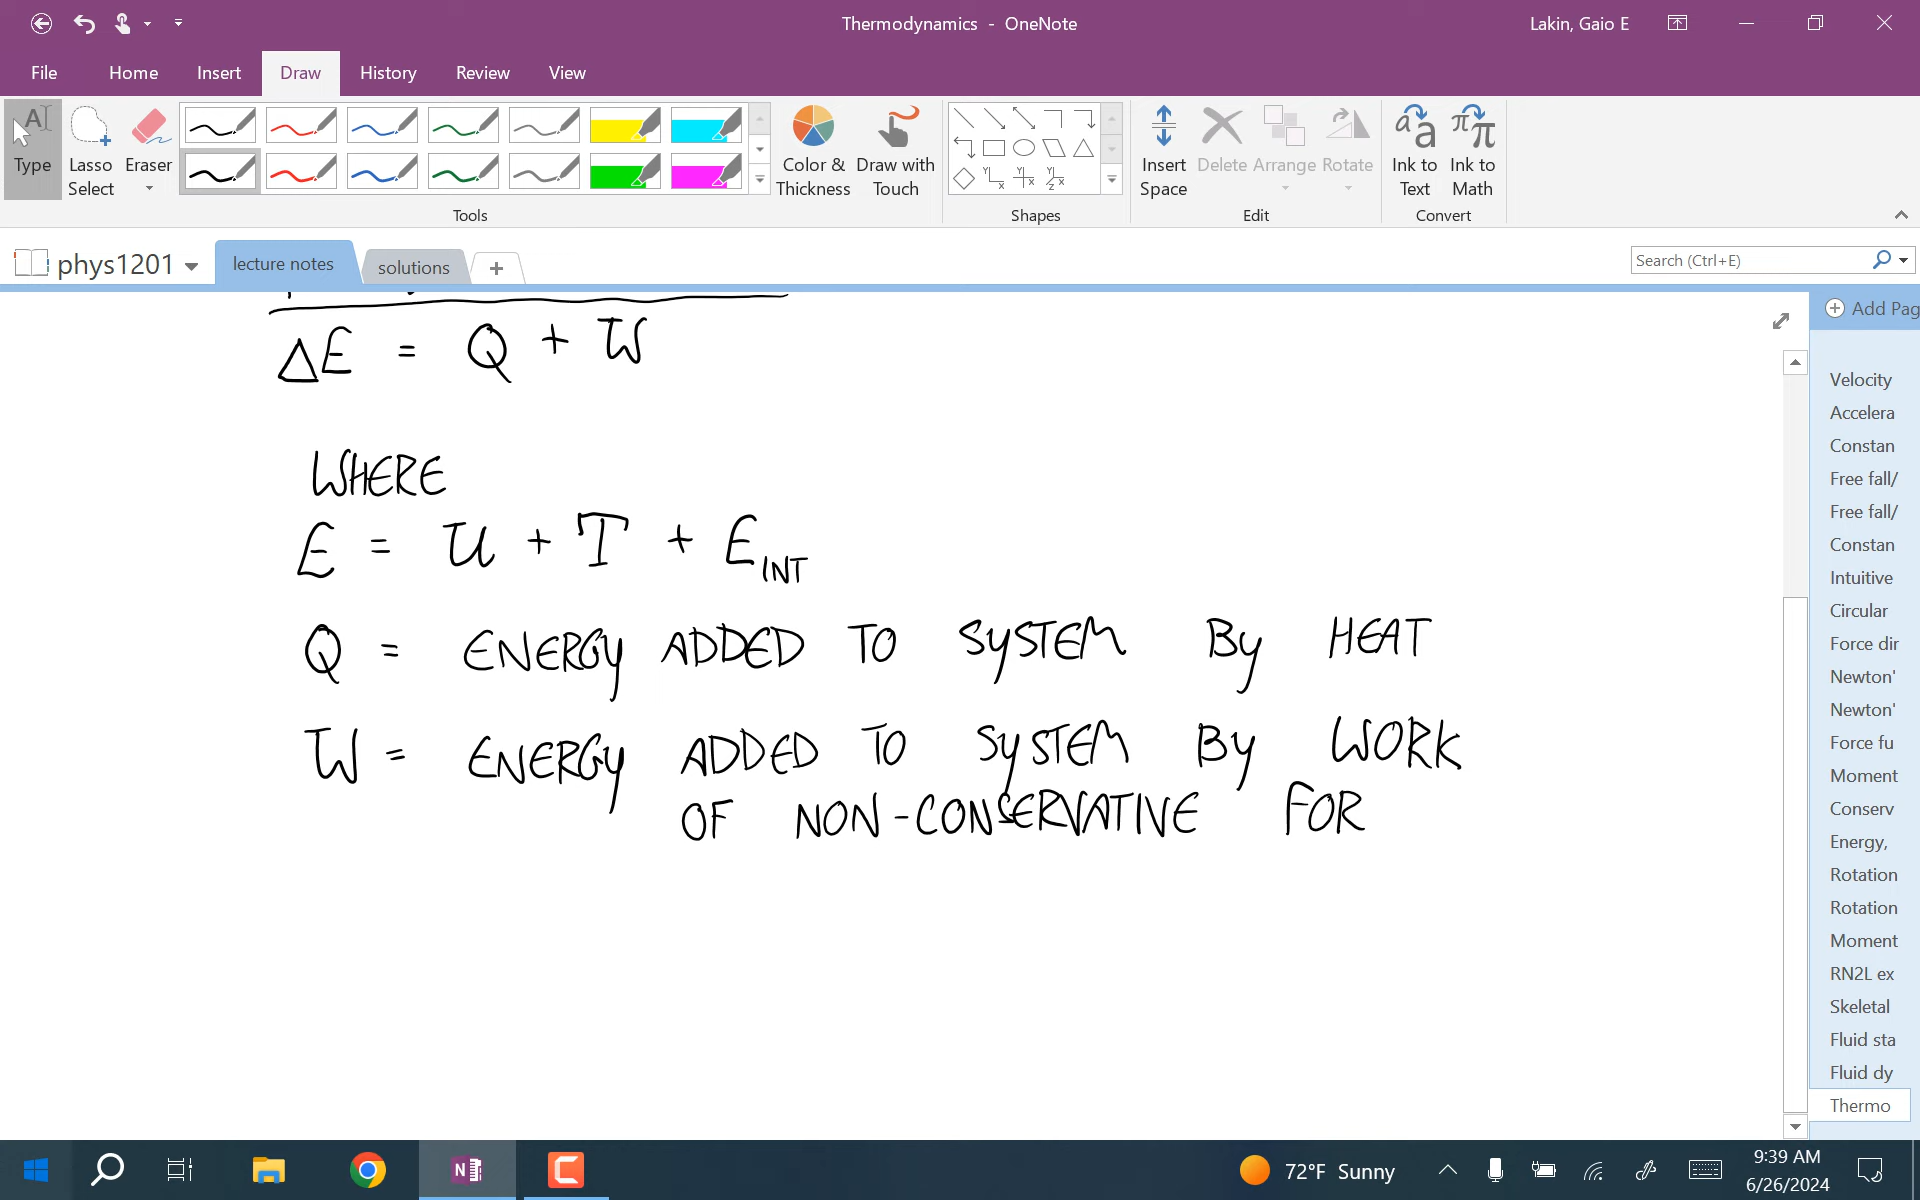 Thermodynamics - OneNote
Lakin, Gaio E
File Home Insert Draw History Review View
Type
Lasso Select
Eraser
Color & Thickness
Draw with Touch
Insert Space
Delete
Arrange
Rotate
Ink to Text
Ink to Math
Tools
Shapes
Edit
Convert
phys1201
lecture notes
solutions
Search (Ctrl+E)
Add Pag
ΔE = Q + W
WHERE
E = U + T + E_INT
Q = ENERGY ADDED TO SYSTEM BY HEAT
W = ENERGY ADDED TO SYSTEM BY WORK
OF NON-CONSERVATIVE FOR
Velocity
Accelera
Constan
Free fall/
Free fall/
Constan
Intuitive
Circular
Force dir
Newton'
Newton'
Force fu
Moment
Conserv
Energy,
Rotation
Rotation
Moment
RN2L ex
Skeletal
Fluid sta
Fluid dy
Thermo
72°F Sunny
9:39 AM
6/26/2024